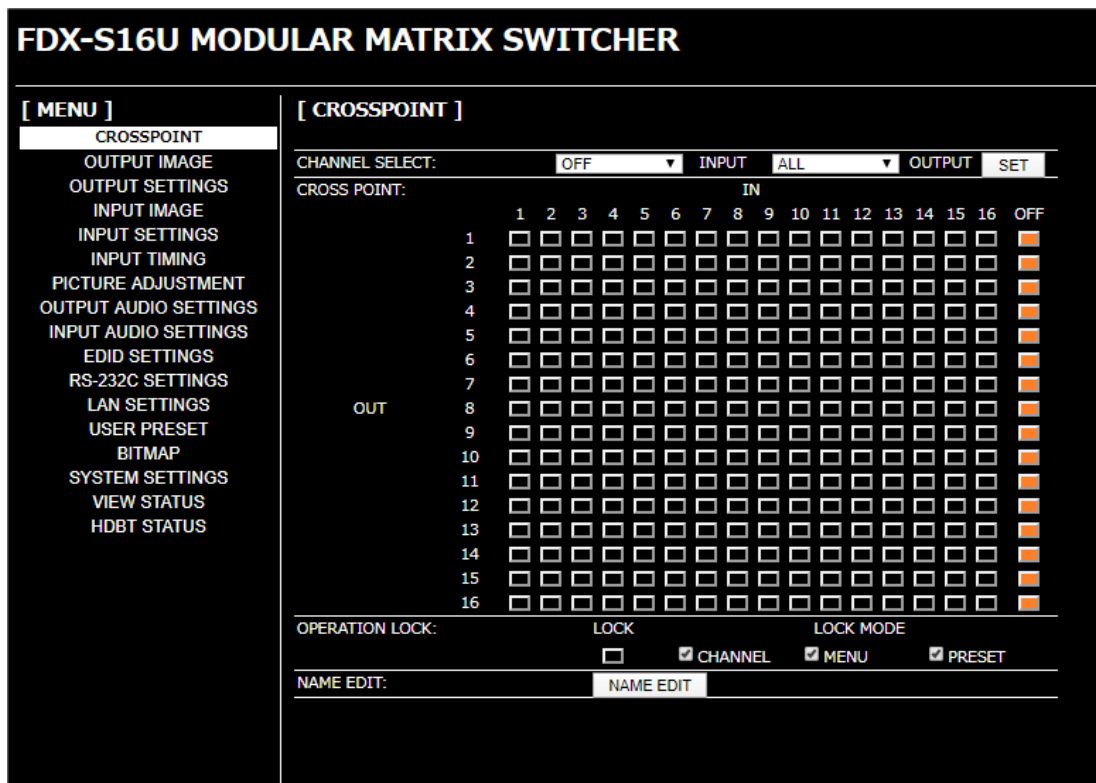 FDX-S16U MODULAR MATRIX SWITCHER
[ MENU ]
CROSSPOINT
OUTPUT IMAGE
OUTPUT SETTINGS
INPUT IMAGE
INPUT SETTINGS
INPUT TIMING
PICTURE ADJUSTMENT
OUTPUT AUDIO SETTINGS
INPUT AUDIO SETTINGS
EDID SETTINGS
RS-232C SETTINGS
LAN SETTINGS
USER PRESET
BITMAP
SYSTEM SETTINGS
VIEW STATUS
HDBT STATUS
[ CROSSPOINT ]
CHANNEL SELECT: OFF INPUT ALL OUTPUT SET
CROSS POINT: IN
1 2 3 4 5 6 7 8 9 10 11 12 13 14 15 16 OFF
1
2
3
4
5
6
7
OUT 8
9
10
11
12
13
14
15
16
OPERATION LOCK: LOCK LOCK MODE
CHANNEL MENU PRESET
NAME EDIT: NAME EDIT